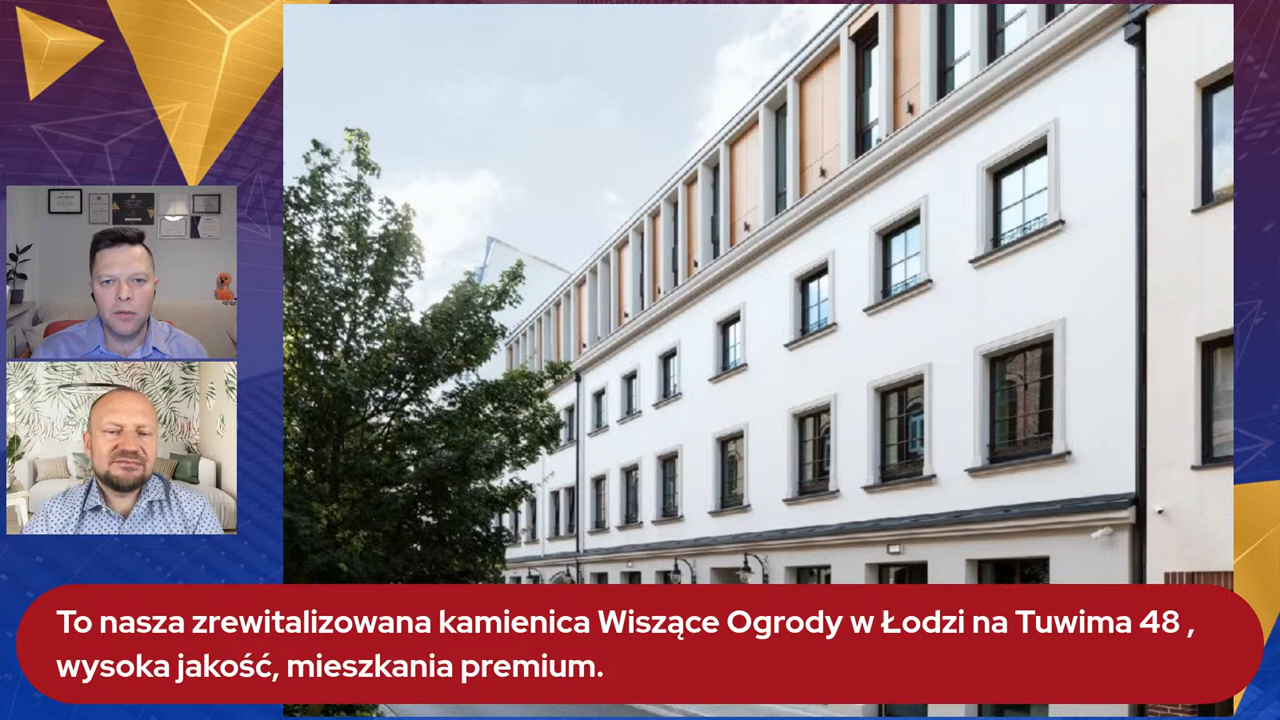 To nasza zrewitalizowana kamienica Wiszące Ogrody w Łodzi na Tuwima 48 ,
wysoka jakość, mieszkania premium.